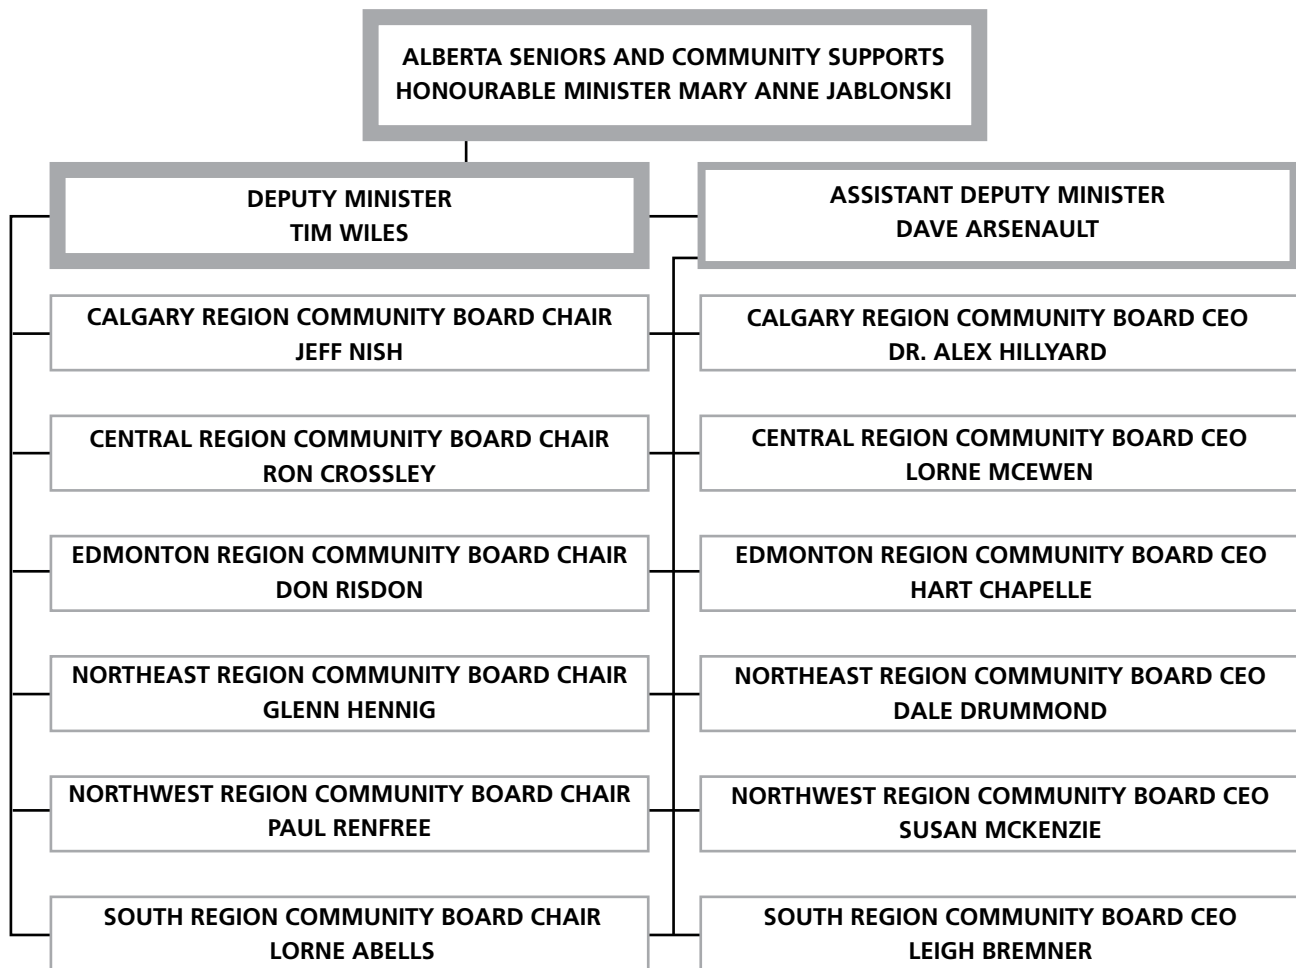 ALBERTA SENIORS AND COMMUNITY SUPPORTS
HONOURABLE MINISTER MARY ANNE JABLONSKI
DEPUTY MINISTER
TIM WILES
ASSISTANT DEPUTY MINISTER
DAVE ARSENAULT
CALGARY REGION COMMUNITY BOARD CHAIR
JEFF NISH
CALGARY REGION COMMUNITY BOARD CEO
DR. ALEX HILLYARD
CENTRAL REGION COMMUNITY BOARD CHAIR
RON CROSSLEY
CENTRAL REGION COMMUNITY BOARD CEO
LORNE MCEWEN
EDMONTON REGION COMMUNITY BOARD CHAIR
DON RISDON
EDMONTON REGION COMMUNITY BOARD CEO
HART CHAPELLE
NORTHEAST REGION COMMUNITY BOARD CHAIR
GLENN HENNIG
NORTHEAST REGION COMMUNITY BOARD CEO
DALE DRUMMOND
NORTHWEST REGION COMMUNITY BOARD CHAIR
PAUL RENFREE
NORTHWEST REGION COMMUNITY BOARD CEO
SUSAN MCKENZIE
SOUTH REGION COMMUNITY BOARD CHAIR
LORNE ABELLS
SOUTH REGION COMMUNITY BOARD CEO
LEIGH BREMNER